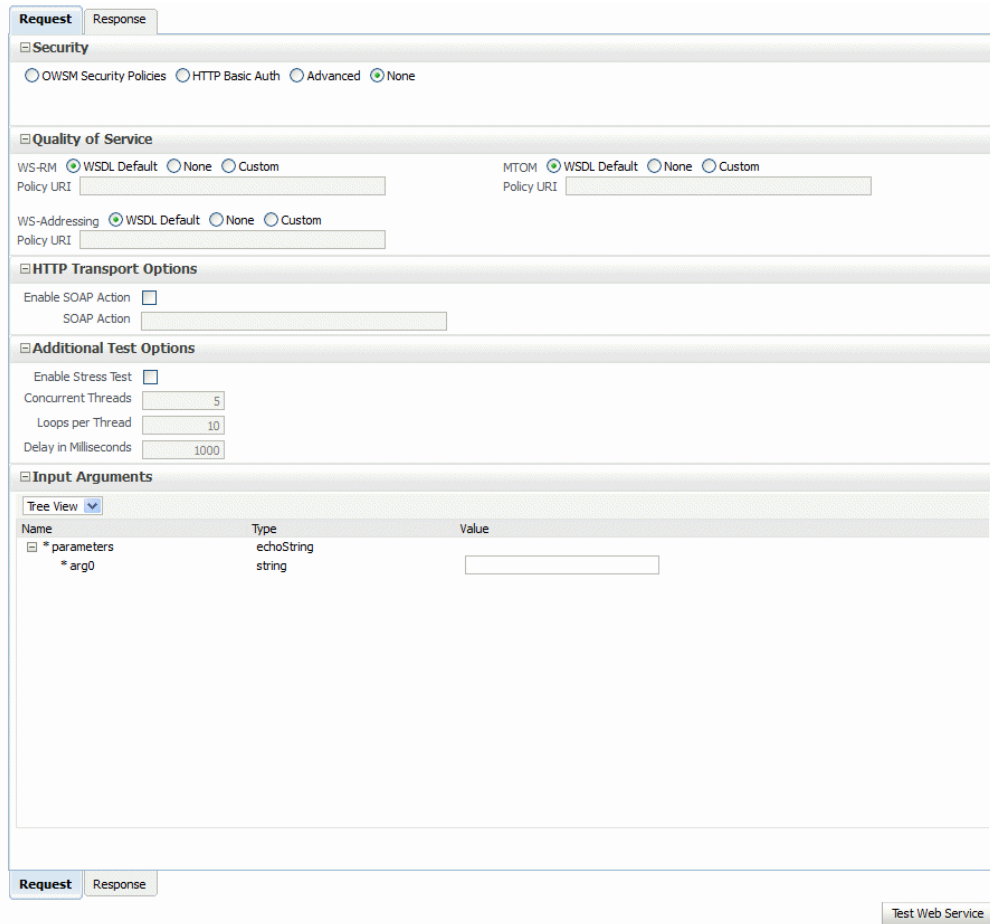 Request Response
Security
OWSM Security Policies HTTP Basic Auth Advanced None
Quality of Service
WS-RM WSDL Default None Custom MTOM WSDL Default None Custom
Policy URI Policy URI
WS-Addressing WSDL Default None Custom
Policy URI
HTTP Transport Options
Enable SOAP Action
SOAP Action
Additional Test Options
Enable Stress Test
Concurrent Threads 5
Loops per Thread 10
Delay in Milliseconds 1000
Input Arguments
Tree View
Name Type Value
* parameters echoString
* arg0 string
Request Response
Test Web Service